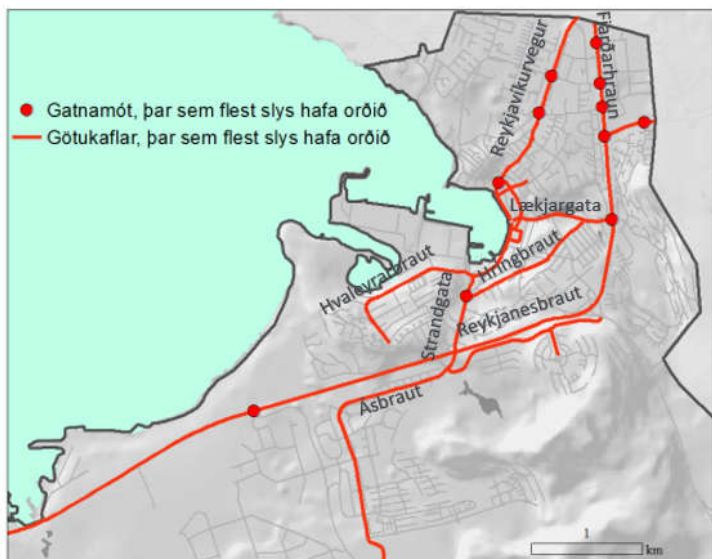 Gatnamót, þar sem flest slys hafa orðið
Götukaflar, þar sem flest slys hafa orðið
Reykjavíkurvegur
Fjarðarhraun
Lækjargata
Hringbraut
Hvaleyrarbraut
Strandgata
Reykjanesbraut
Ásbraut
1
km